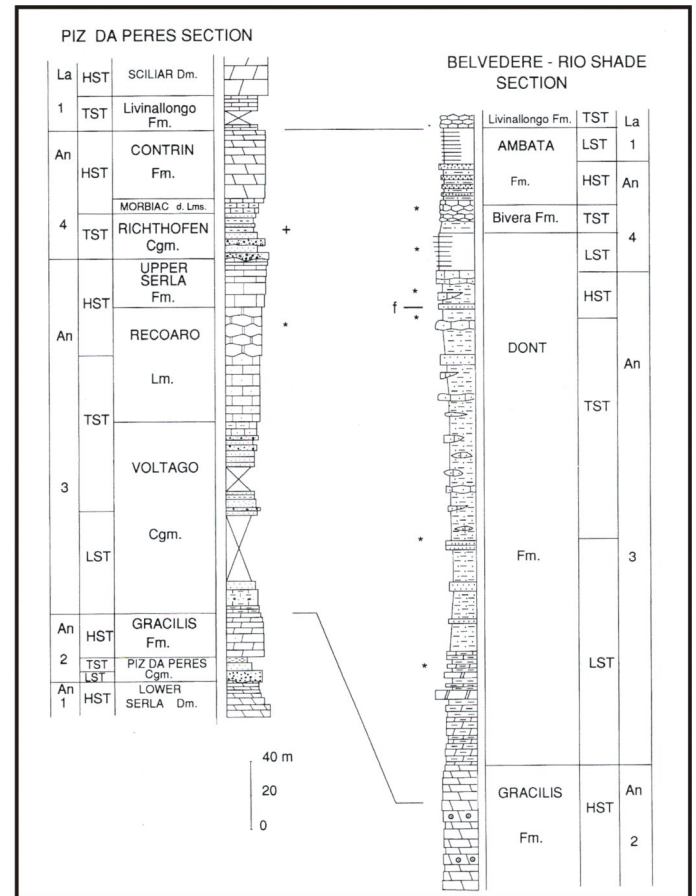 PIZ DA PERES SECTION
La
1
HST
SCILIAR Dm.
TST
Livinallongo
Fm.
An
4
HST
CONTRIN
Fm.
MORBIAC d. Lms.
TST
RICHTHOFEN
Cgm.
+
An
3
HST
UPPER
SERLA
Fm.
RECOARO
Lm.
*
TST
VOLTAGO
Cgm.
LST
An
2
HST
GRACILIS
Fm.
TST
PIZ DA PERES
LST
Cgm.
An
1
HST
LOWER
SERLA Dm.
40 m
20
0
BELVEDERE - RIO SHADE
SECTION
Livinallongo Fm.
TST
La
1
AMBATA
LST
Fm.
HST
An
4
*
Bivera Fm.
TST
*
LST
*
HST
f
*
DONT
An
TST
*
Fm.
3
*
LST
GRACILIS
Fm.
HST
An
2